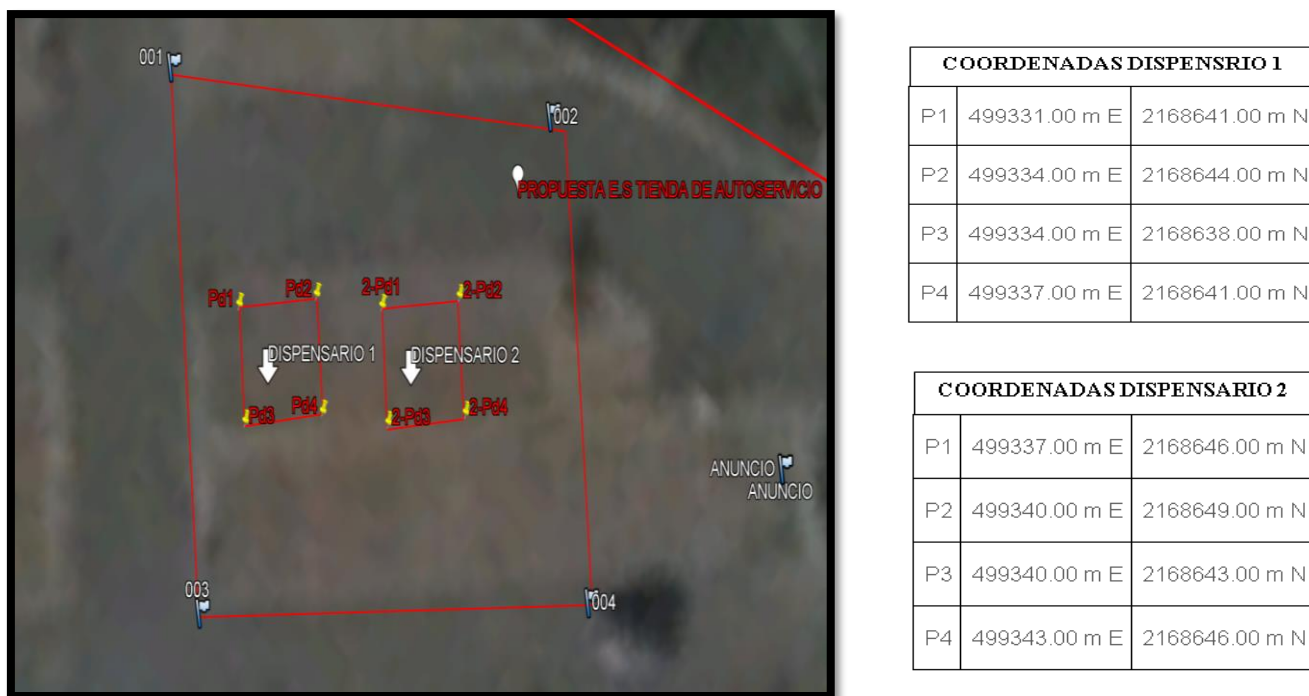 001
002
PROPUESTA E.S TIENDA DE AUTOSERVICIO
Pd1
Pd2
2-Pd1
2-Pd2
DISPENSARIO 1
DISPENSARIO 2
Pd3
Pd4
2-Pd3
2-Pd4
ANUNCIO
ANUNCIO
003
004
COORDENADAS DISPENSRIO 1
P1 499331.00 m E 2168641.00 m N
P2 499334.00 m E 2168644.00 m N
P3 499334.00 m E 2168638.00 m N
P4 499337.00 m E 2168641.00 m N
COORDENADAS DISPENSARIO 2
P1 499337.00 m E 2168646.00 m N
P2 499340.00 m E 2168649.00 m N
P3 499340.00 m E 2168643.00 m N
P4 499343.00 m E 2168646.00 m N